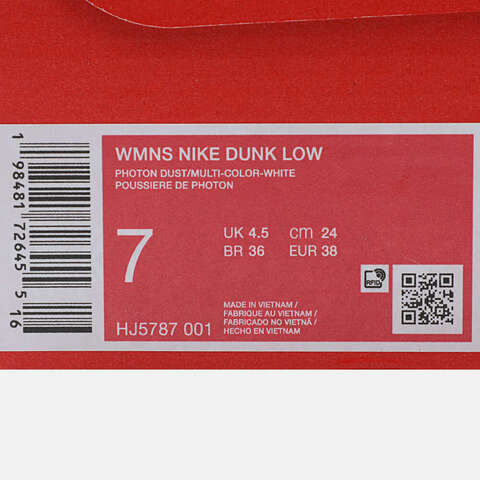 WMNS NIKE DUNK LOW
PHOTON DUST/MULTI-COLOR-WHITE
POUSSIERE DE PHOTON
7
UK 4.5 cm 24
BR 36 EUR 38
RFID
MADE IN VIETNAM /
FABRIQUE AU VIETNAM /
FABRICADO NO VIETNÃ /
HECHO EN VIETNAM
HJ5787 001
1 98481 72645 5 16